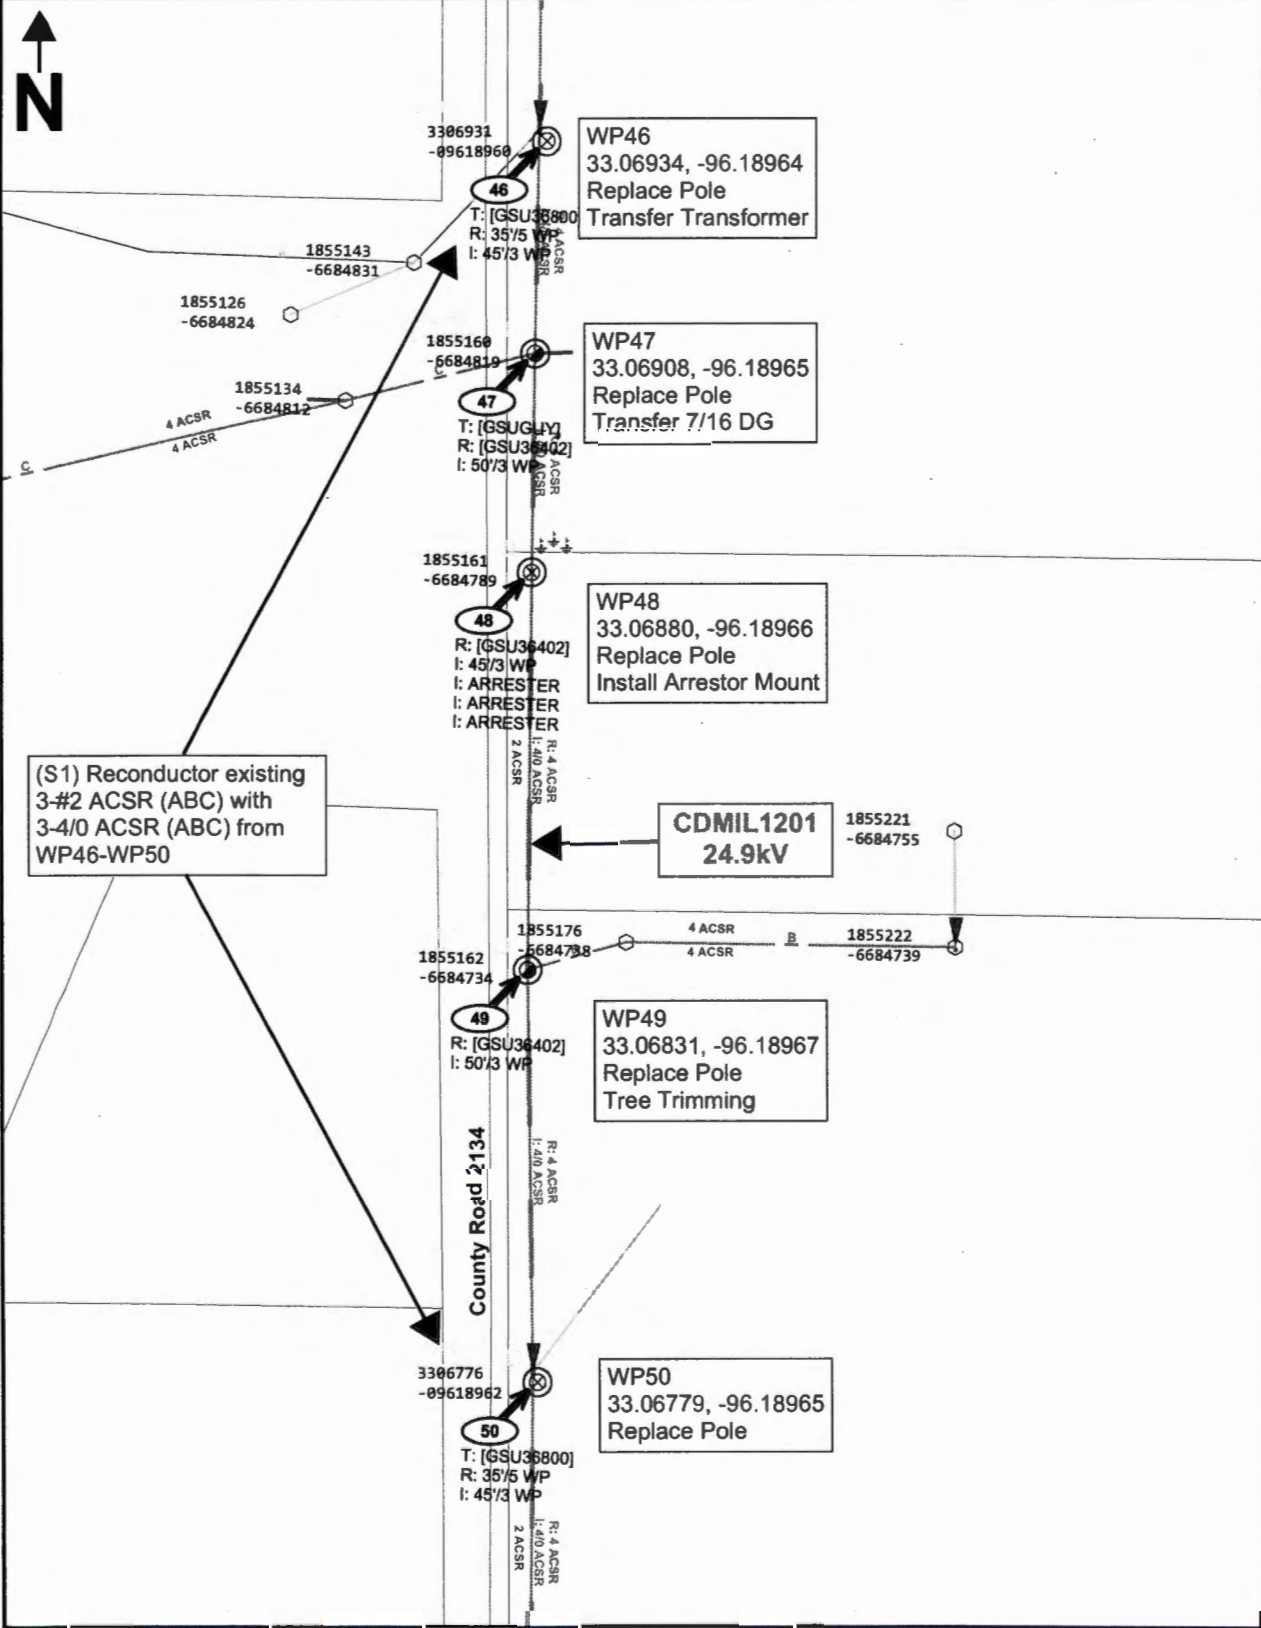 N
3306931
-09618960
46
T: [GSU36800
R: 35'/5 WP
I: 45'/3 WP
4 ACSR
WP46
33.06934, -96.18964
Replace Pole
Transfer Transformer
1855143
-6684831
1855126
-6684824
1855160
-6684819
C
47
T: [GSUGUY]
R: [GSU36402]
I: 50'/3 WP
ACSR
ACSR
WP47
33.06908, -96.18965
Replace Pole
Transfer 7/16 DG
1855134
-6684812
4 ACSR
4 ACSR
C
1855161
-6684789
48
R: [GSU36402]
I: 45'/3 WP
I: ARRESTER
I: ARRESTER
I: ARRESTER
WP48
33.06880, -96.18966
Replace Pole
Install Arrestor Mount
2 ACSR
R: 4 ACSR
I: 4/0 ACSR
(S1) Reconductor existing
3-#2 ACSR (ABC) with
3-4/0 ACSR (ABC) from
WP46-WP50
CDMIL1201
24.9kV
1855221
-6684755
1855176
-6684738
4 ACSR
4 ACSR
B
1855222
-6684739
1855162
-6684734
49
R: [GSU36402]
I: 50'/3 WP
WP49
33.06831, -96.18967
Replace Pole
Tree Trimming
County Road 2134
R: 4 ACSR
I: 4/0 ACSR
3306776
-09618962
50
T: [GSU36800]
R: 35'/5 WP
I: 45'/3 WP
WP50
33.06779, -96.18965
Replace Pole
2 ACSR
R: 4 ACSR
I: 4/0 ACSR